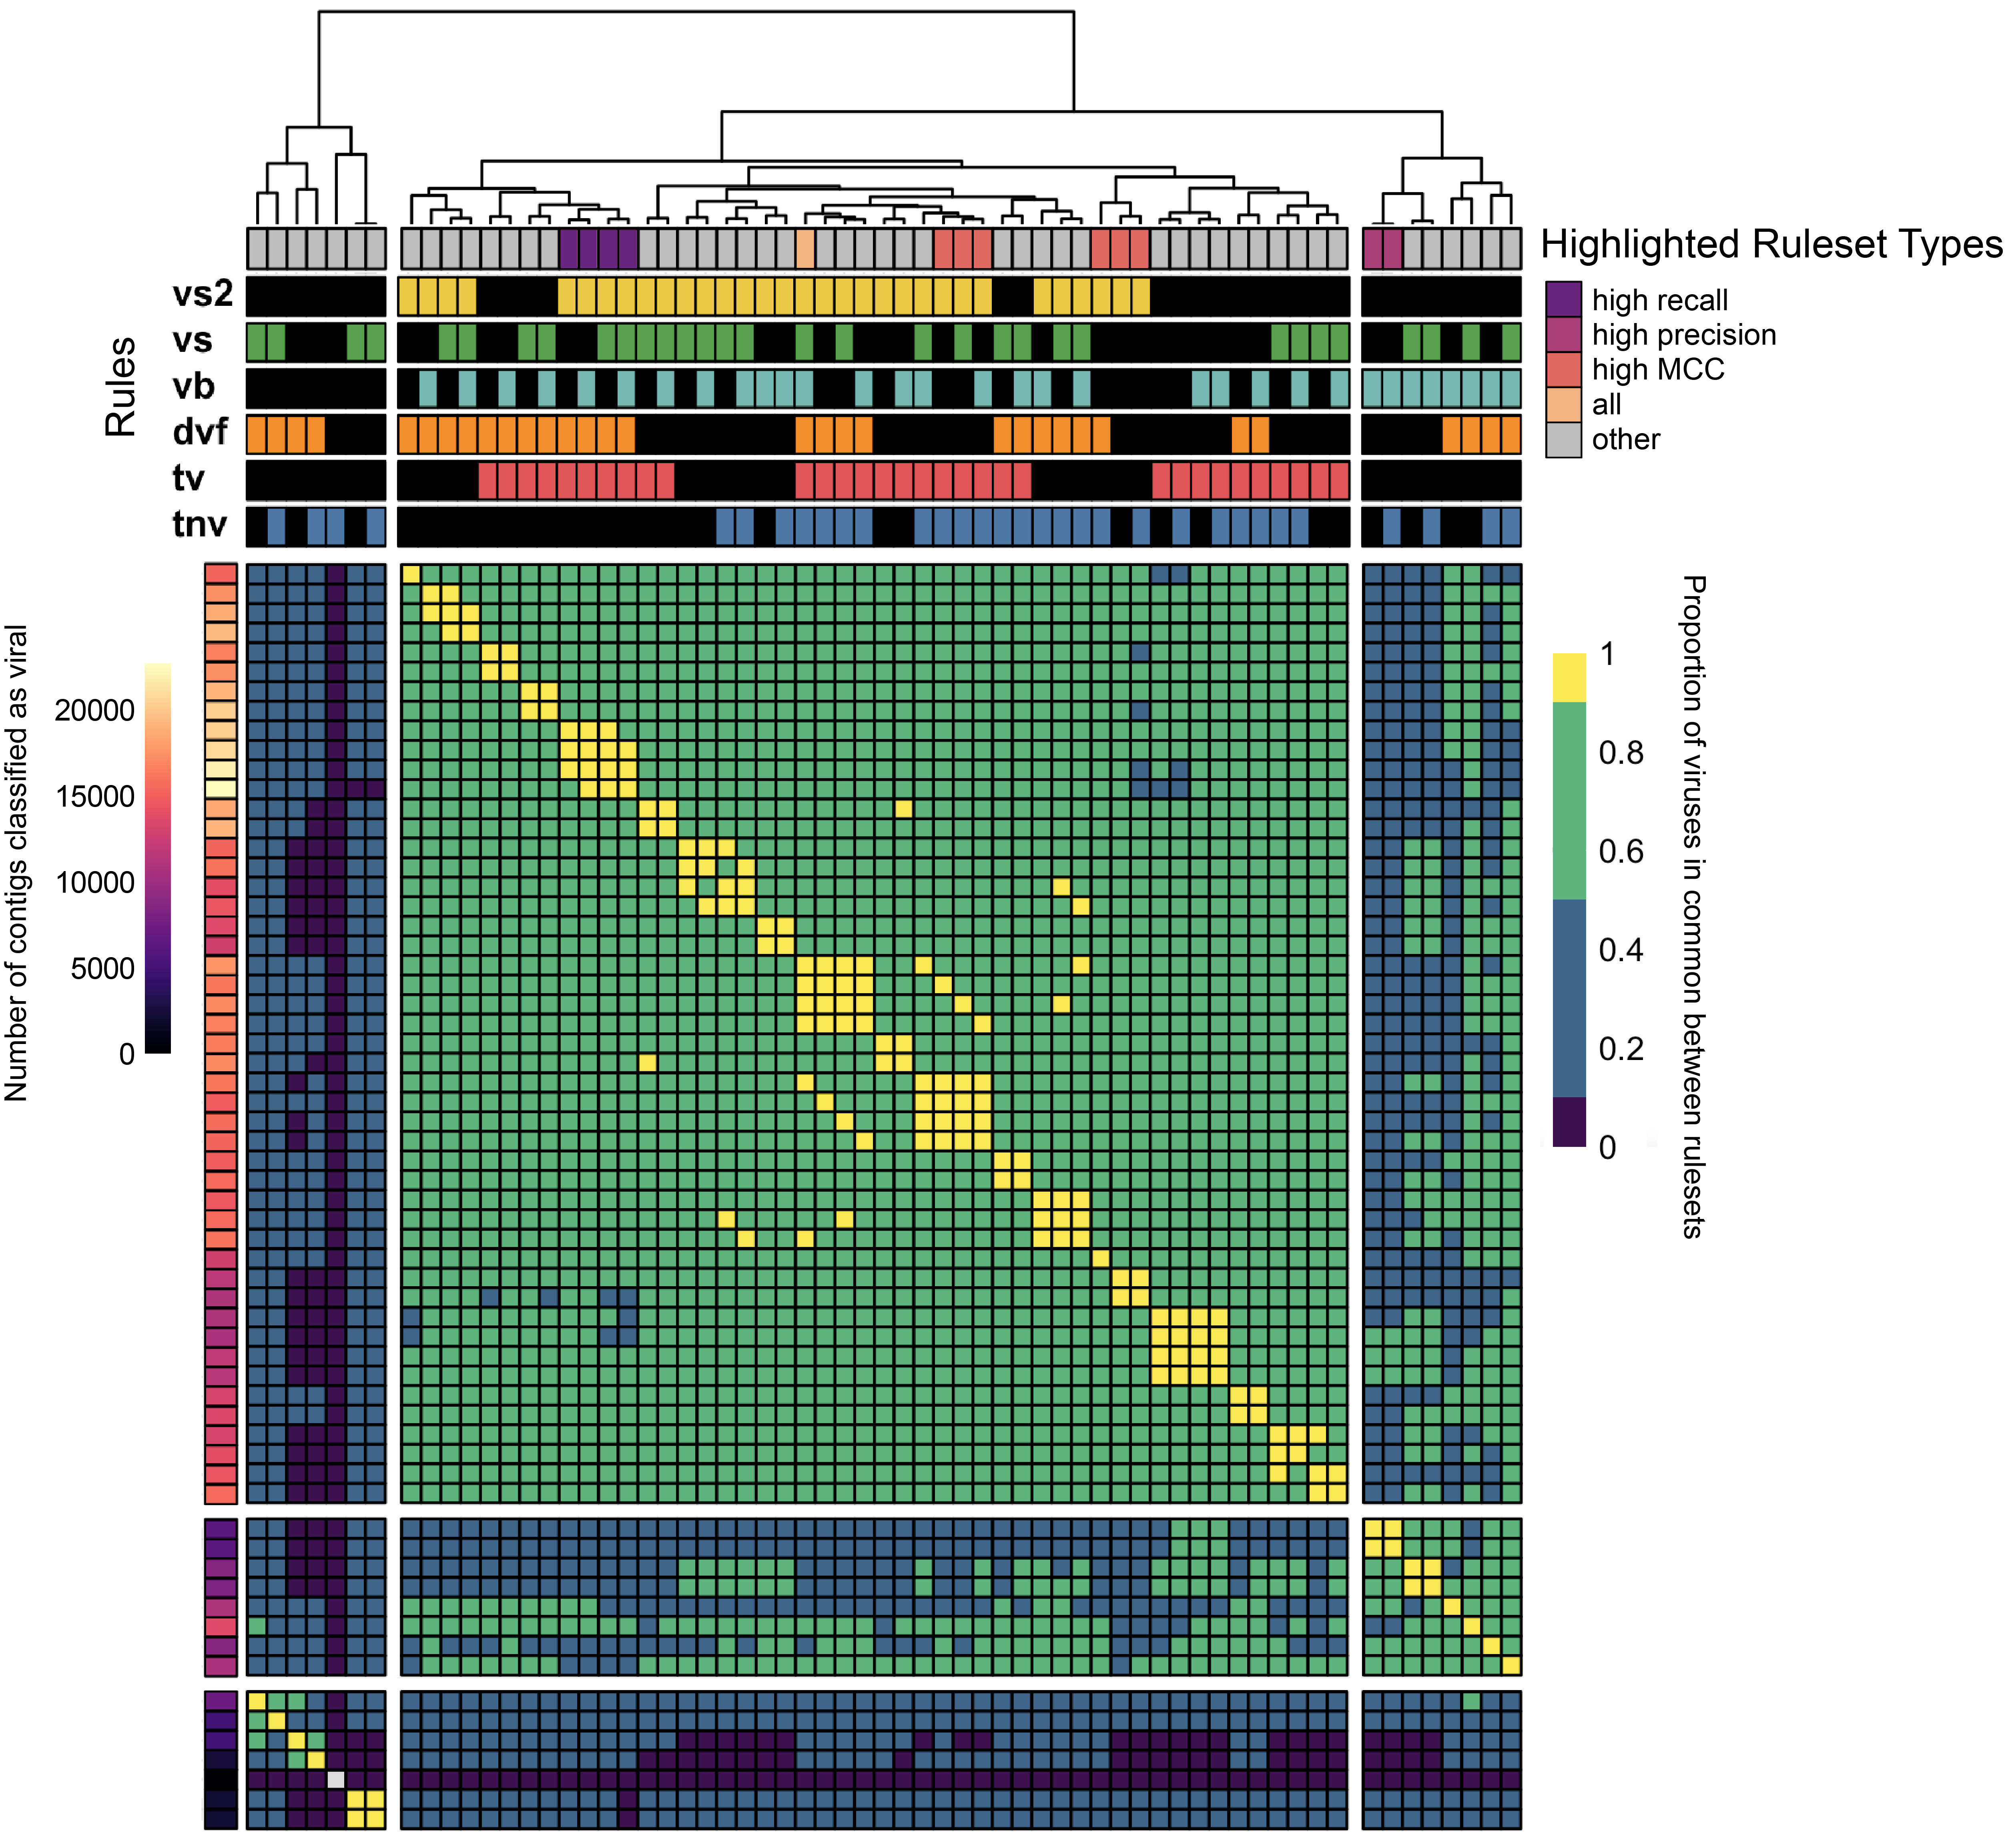 Highlighted Ruleset Types
high recall
high precision
high MCC
all
other
Rules
vs2
vs
vb
dvf
tv
tnv
Number of contigs classified as viral
20000
15000
10000
5000
0
Proportion of viruses in common between rulesets
1
0.8
0.6
0.4
0.2
0